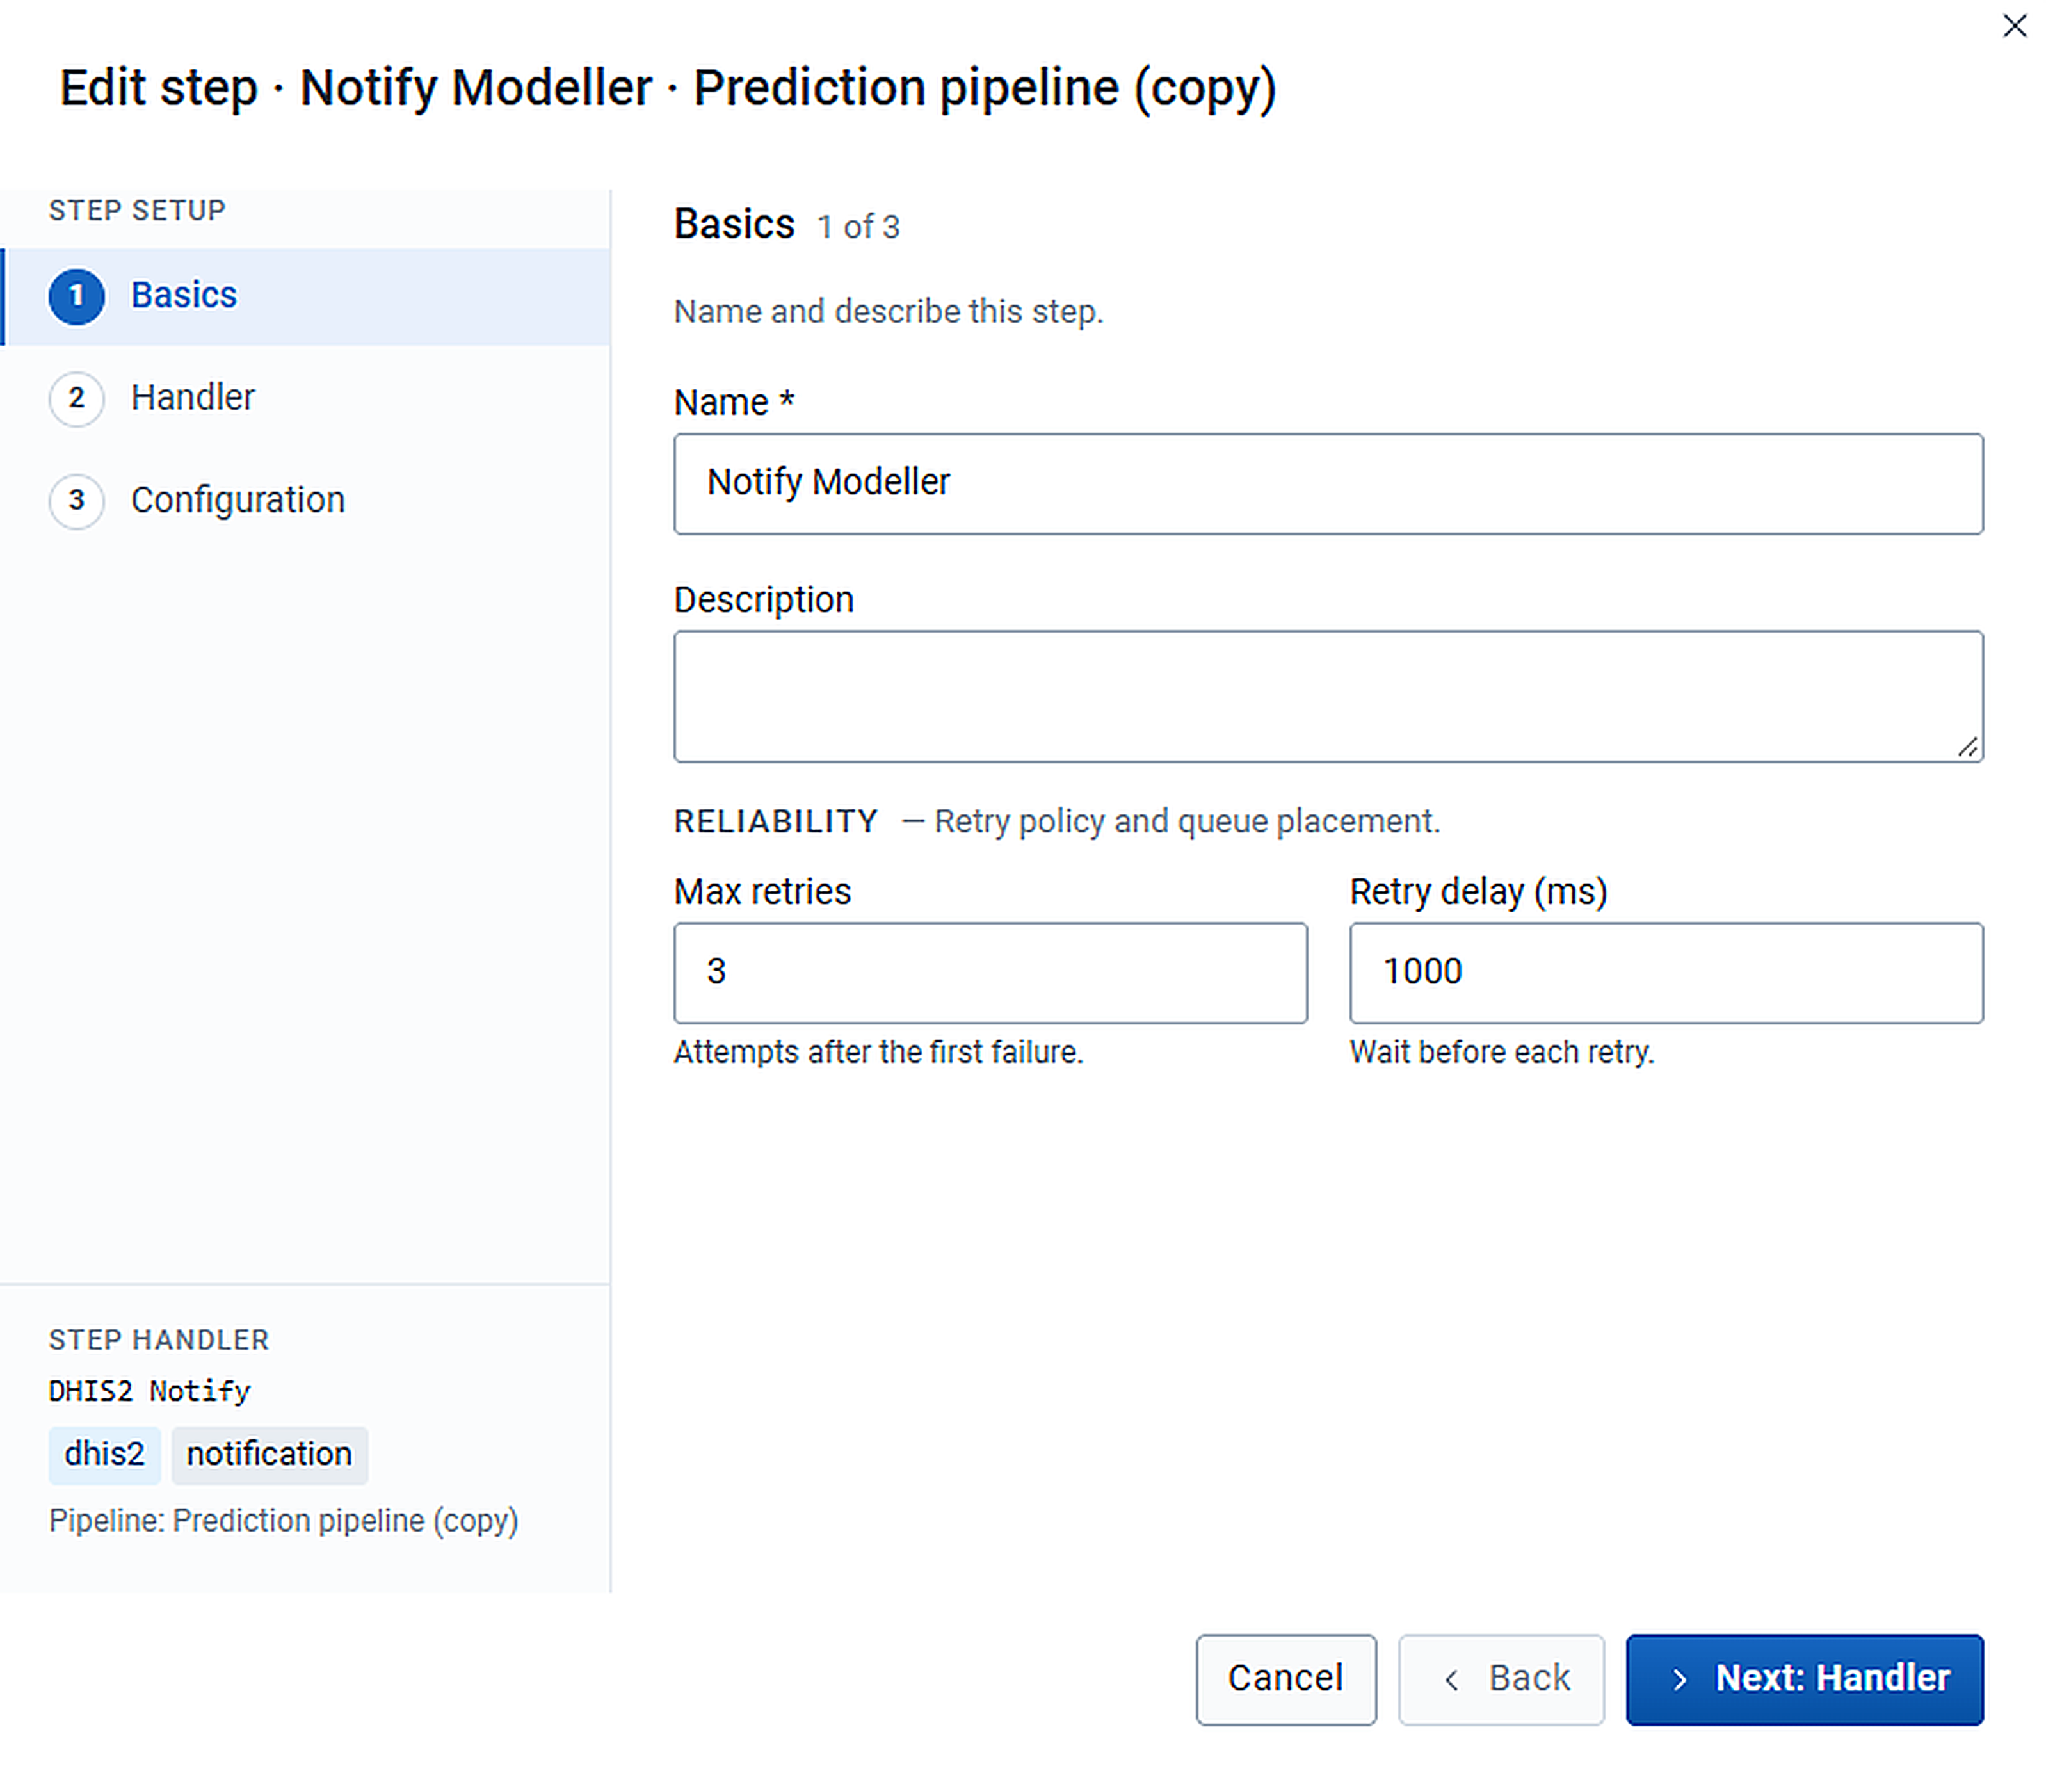 Edit step · Notify Modeller · Prediction pipeline (copy)
STEP SETUP
1 Basics
2 Handler
3 Configuration
Basics 1 of 3
Name and describe this step.
Name *
Notify Modeller
Description
RELIABILITY — Retry policy and queue placement.
Max retries
3
Attempts after the first failure.
Retry delay (ms)
1000
Wait before each retry.
STEP HANDLER
DHIS2 Notify
dhis2 notification
Pipeline: Prediction pipeline (copy)
Cancel
Back
Next: Handler